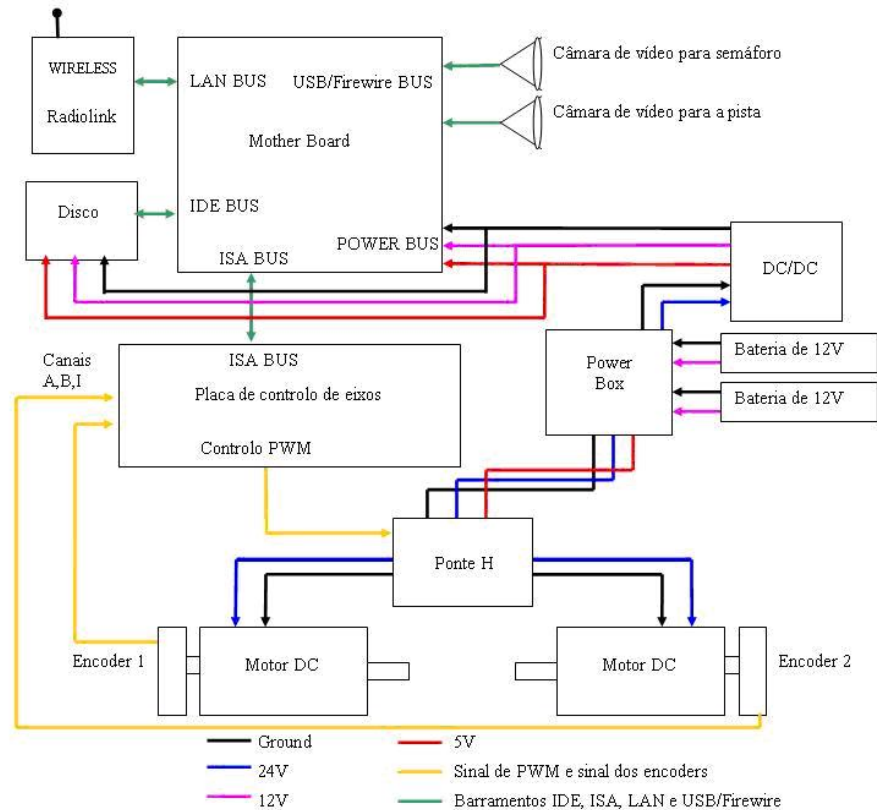 WIRELESS
Radiolink
LAN BUS
USB/Firewire BUS
Mother Board
Câmara de vídeo para semáforo
Câmara de vídeo para a pista
Disco
IDE BUS
POWER BUS
ISA BUS
DC/DC
Canais
A,B,I
ISA BUS
Placa de controlo de eixos
Controlo PWM
Power
Box
Bateria de 12V
Bateria de 12V
Ponte H
Encoder 1
Motor DC
Motor DC
Encoder 2
Ground
5V
24V
Sinal de PWM e sinal dos encoders
12V
Barramentos IDE, ISA, LAN e USB/Firewire